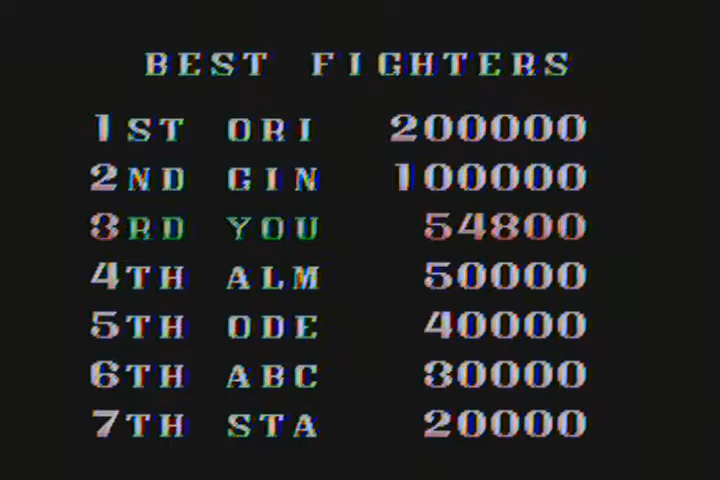 BEST FIGHTERS
1ST ORI 200000
2ND GIN 100000
3RD YOU 54800
4TH ALM 50000
5TH ODE 40000
6TH ABC 30000
7TH STA 20000